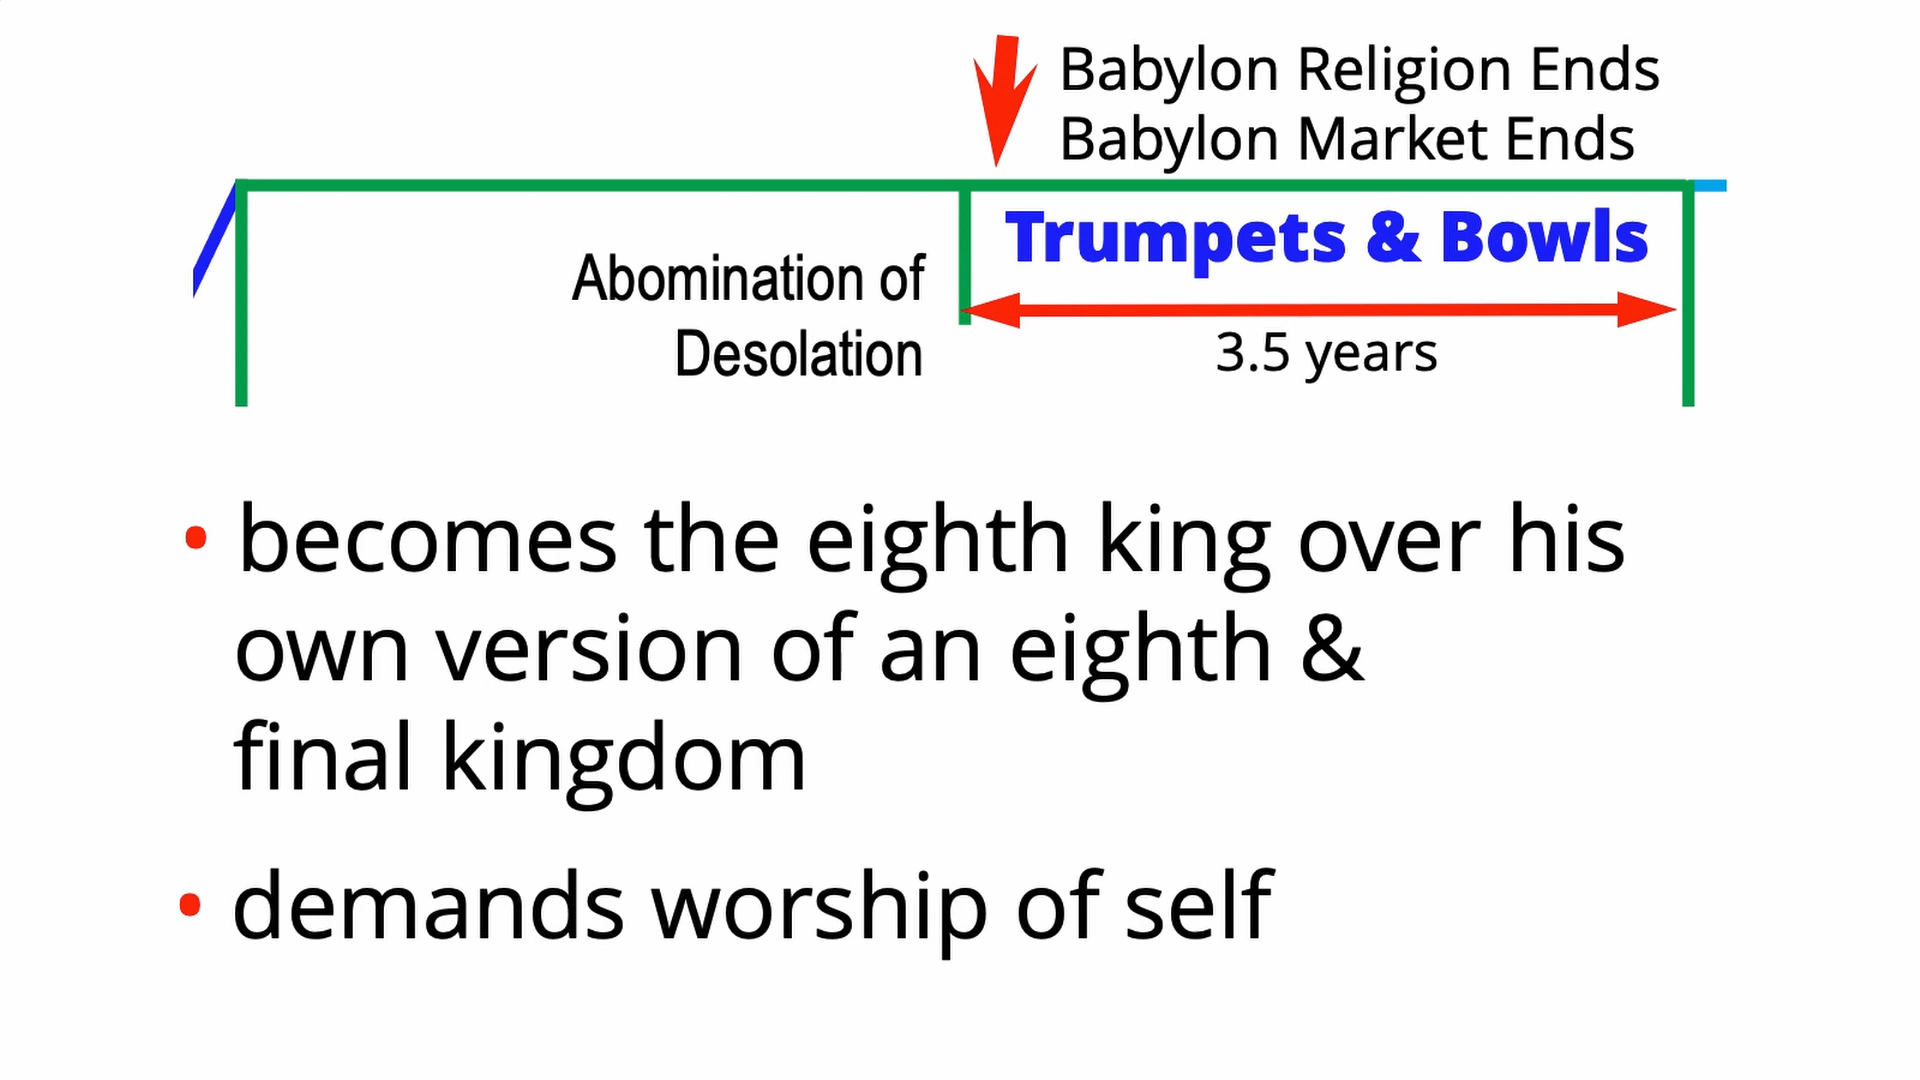 Babylon Religion Ends
Babylon Market Ends
Trumpets & Bowls
Abomination of
Desolation
3.5 years
• becomes the eighth king over his
own version of an eighth &
final kingdom
• demands worship of self